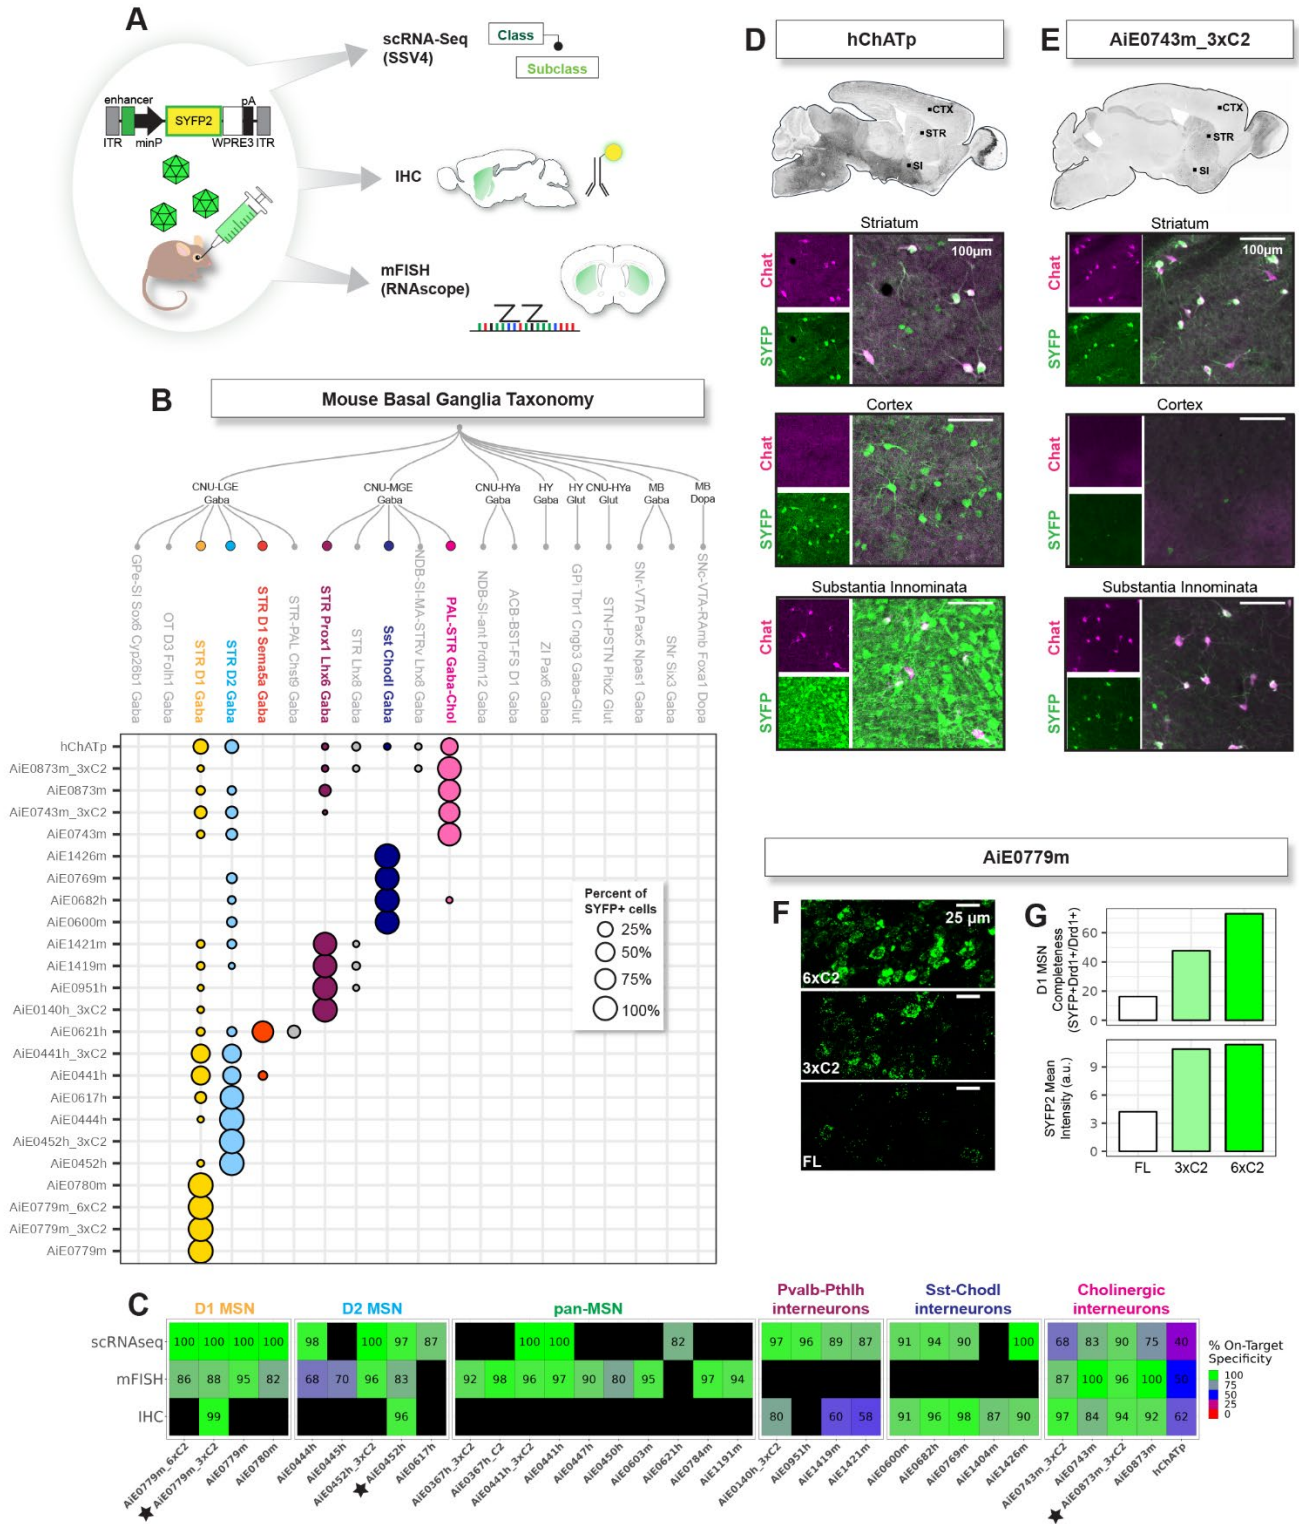 A
scRNA-Seq
(SSV4)
Class
Subclass
enhancer
pA
SYFP2
ITR
minP
WPRE3
ITR
IHC
mFISH
(RNAscope)
B
Mouse Basal Ganglia Taxonomy
CNU-LGE
Gaba
CNU-MGE
Gaba
CNU-HYa
Gaba
HY
Gaba
HY
Glut
CNU-HYa
Glut
MB
Gaba
MB
Dopa
GPe-SI Sox6 Cyp26b1 Gaba
OT D3 Folh1 Gaba
STR D1 Gaba
STR D2 Gaba
STR D1 Sema5a Gaba
STR-PAL Chst9 Gaba
STR Prox1 Lhx6 Gaba
STR Lhx8 Gaba
Sst Chodl Gaba
NDB-SI-MA-STRv Lhx8 Gaba
PAL-STR Gaba-Chol
NDB-SI-ant Prdm12 Gaba
ACB-BST-FS D1 Gaba
ZI Pax6 Gaba
GPi Tbr1 Cngb3 Gaba-Glut
STN-PSTN Pitx2 Glut
SNr-VTA Pax5 Npas1 Gaba
SNr Six3 Gaba
SNc-VTA-RAmb Foxa1 Dopa
hChATp
AiE0873m_3xC2
AiE0873m
AiE0743m_3xC2
AiE0743m
AiE1426m
AiE0769m
AiE0682h
AiE0600m
AiE1421m
AiE1419m
AiE0951h
AiE0140h_3xC2
AiE0621h
AiE0441h_3xC2
AiE0441h
AiE0617h
AiE0444h
AiE0452h_3xC2
AiE0452h
AiE0780m
AiE0779m_6xC2
AiE0779m_3xC2
AiE0779m
Percent of
SYFP+ cells
25%
50%
75%
100%
D
hChATp
CTX
STR
SI
Striatum
Chat
SYFP
100µm
Cortex
Chat
SYFP
Substantia Innominata
Chat
SYFP
E
AiE0743m_3xC2
CTX
STR
SI
Striatum
Chat
SYFP
100µm
Cortex
Chat
SYFP
Substantia Innominata
Chat
SYFP
AiE0779m
F
25 µm
6xC2
3xC2
FL
G
D1 MSN
Completeness
(SYFP+Drd1+/Drd1+)
60
40
20
0
SYFP2 Mean
Intensity (a.u.)
9
6
3
0
FL 3xC2 6xC2
C
D1 MSN
D2 MSN
pan-MSN
Pvalb-Pthlh
interneurons
Sst-Chodl
interneurons
Cholinergic
interneurons
scRNAseq 100 100 100 100 98 100 97 87 100 100 82 97 96 89 87 91 94 90 100 68 83 90 75 40
mFISH 86 88 95 82 68 70 96 83 92 98 96 97 90 80 95 97 94 87 100 96 100 50
IHC 99 96 80 60 58 91 96 98 87 90 97 84 94 92 62
AiE0779m_6xC2
AiE0779m_3xC2
AiE0779m
AiE0780m
AiE0444h
AiE0445h
AiE0452h_3xC2
AiE0452h
AiE0617h
AiE0367h_3xC2
AiE0367h_C2
AiE0441h_3xC2
AiE0441h
AiE0447h
AiE0450h
AiE0603m
AiE0621h
AiE0784m
AiE1191m
AiE0140h_3xC2
AiE0951h
AiE1419m
AiE1421m
AiE0600m
AiE0682h
AiE0769m
AiE1404m
AiE1426m
AiE0743m_3xC2
AiE0743m
AiE0873m_3xC2
AiE0873m
hChATp
% On-Target
Specificity
100
75
50
25
0